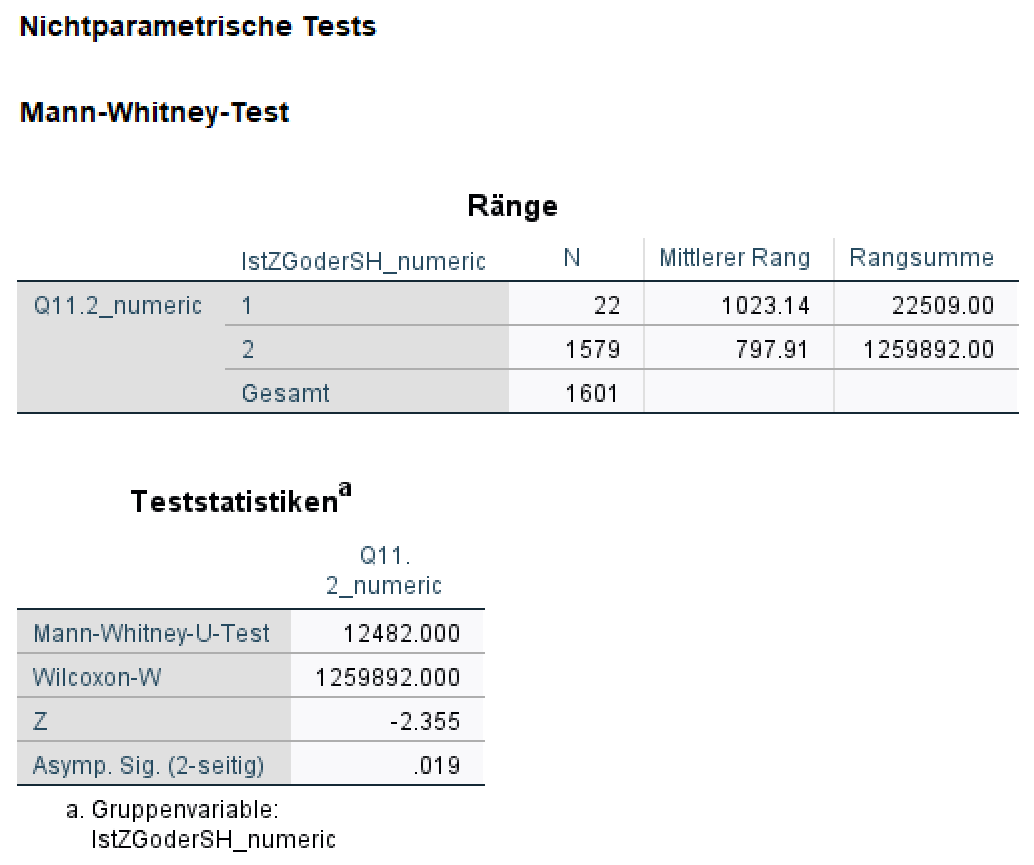 Nichtparametrische Tests
Mann-Whitney-Test
Ränge
IstZGoderSH_numeric N Mittlerer Rang Rangsumme
Q11.2_numeric 1 22 1023.14 22509.00
2 1579 797.91 1259892.00
Gesamt 1601
Teststatistiken^a
Q11.
2_numeric
Mann-Whitney-U-Test 12482.000
Wilcoxon-W 1259892.000
Z -2.355
Asymp. Sig. (2-seitig) .019
a. Gruppenvariable:
IstZGoderSH_numeric